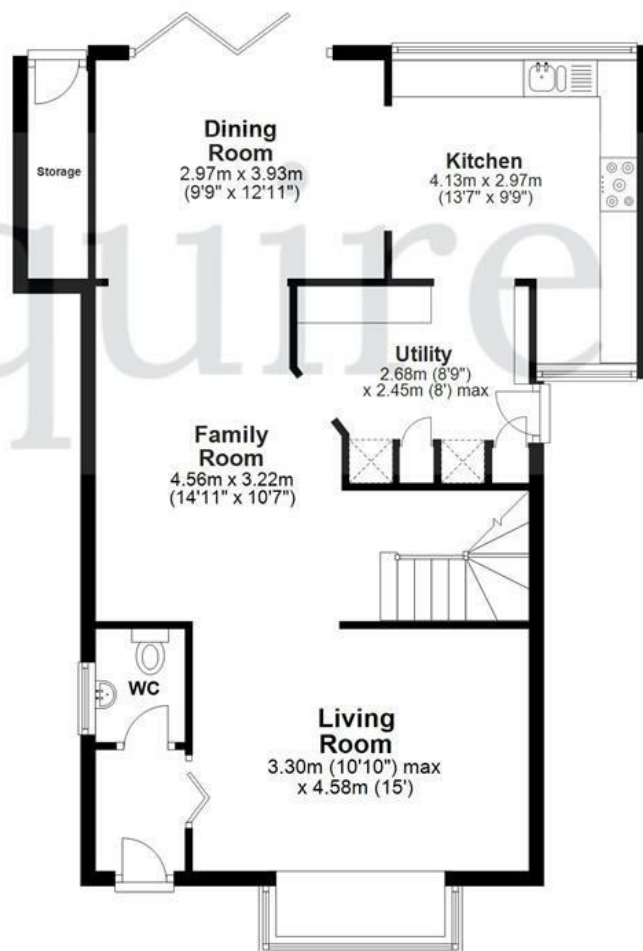 Dining
Room
2.97m x 3.93m
(9'9" x 12'11")
Kitchen
4.13m x 2.97m
(13'7" x 9'9")
Storage
quire
Utility
2.68m (8'9")
x 2.45m (8') max
Family
Room
4.56m x 3.22m
(14'11" x 10'7")
WC
Living
Room
3.30m (10'10") max
x 4.58m (15')